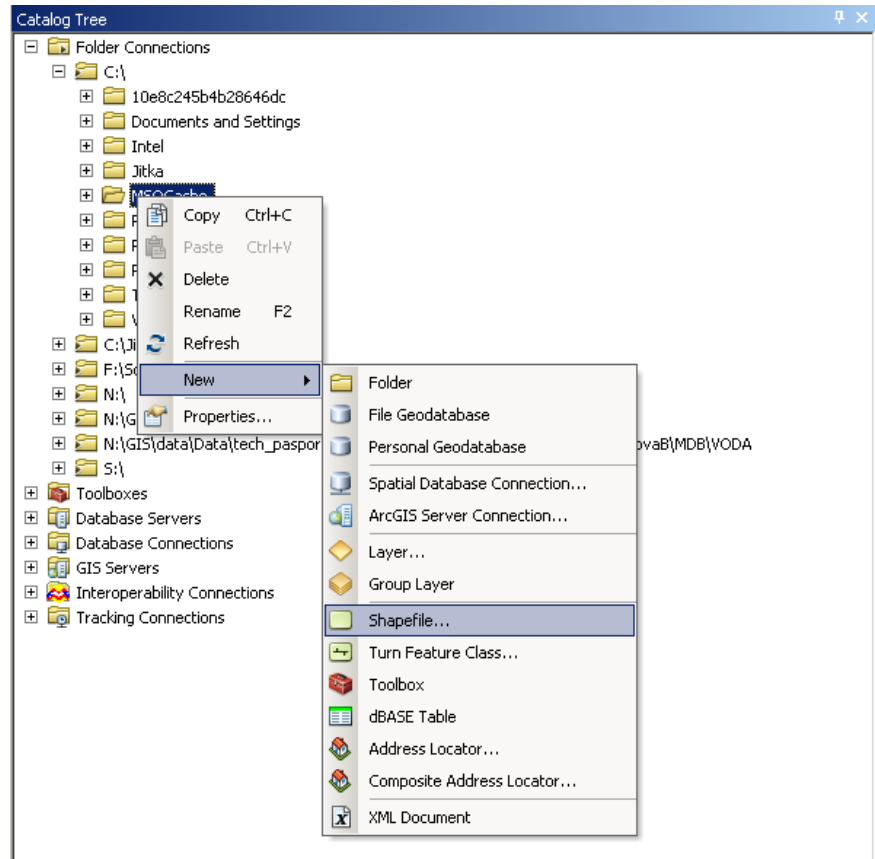 Catalog Tree
Folder Connections
C:\
10e8c245b4b28646dc
Documents and Settings
Intel
Jitka
MSOCache
Copy Ctrl+C
Paste Ctrl+V
Delete
Rename F2
C:\Ji
Refresh
F:\S
New
Folder
N:\
File Geodatabase
N:\G
Properties...
N:\GIS\data\Data\tech_paspor
Personal Geodatabase
ovaB\MDB\VODA
S:\
Spatial Database Connection...
Toolboxes
ArcGIS Server Connection...
Database Servers
Database Connections
Layer...
GIS Servers
Group Layer
Interoperability Connections
Tracking Connections
Shapefile...
Turn Feature Class...
Toolbox
dBASE Table
Address Locator...
Composite Address Locator...
XML Document